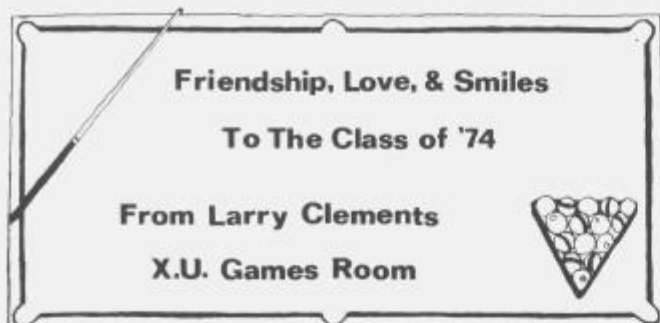 Friendship, Love, & Smiles
To The Class of '74
From Larry Clements
X.U. Games Room